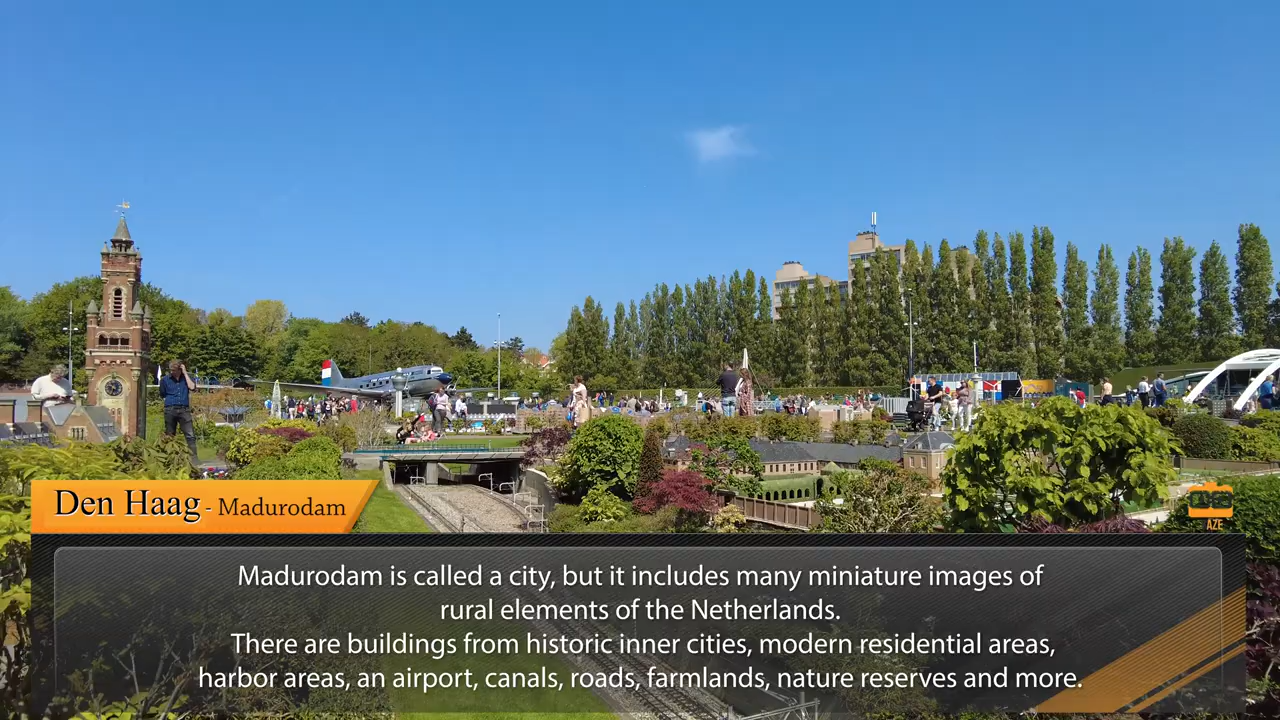 Den Haag - Madurodam
AZE
Madurodam is called a city, but it includes many miniature images of
rural elements of the Netherlands.
There are buildings from historic inner cities, modern residential areas,
harbor areas, an airport, canals, roads, farmlands, nature reserves and more.